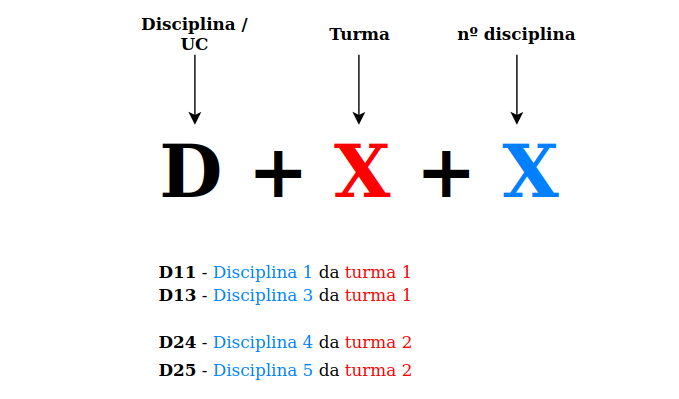 Disciplina /
UC
Turma
nº disciplina
D + X + X
D11 - Disciplina 1 da turma 1
D13 - Disciplina 3 da turma 1
D24 - Disciplina 4 da turma 2
D25 - Disciplina 5 da turma 2